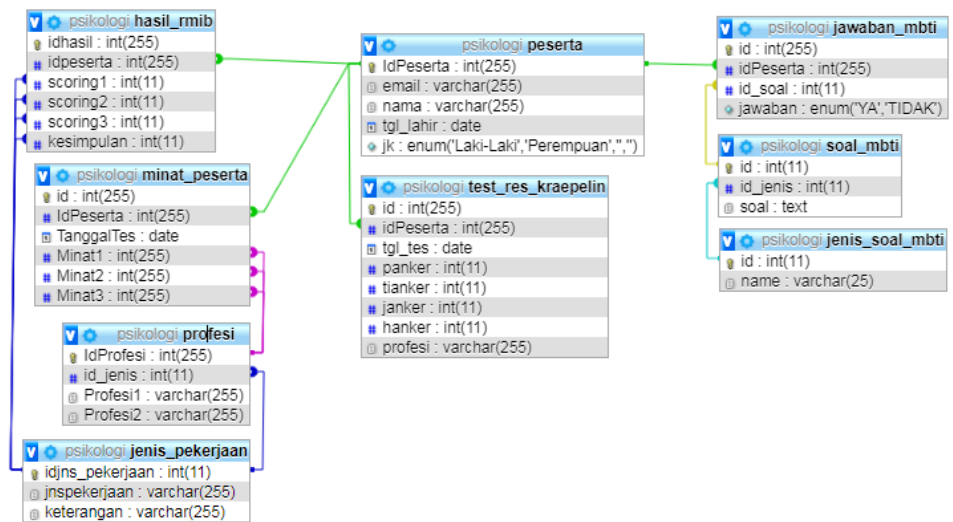 psikologi hasil_rmib
idhasil : int(255)
idpeserta : int(255)
scoring1 : int(11)
scoring2 : int(11)
scoring3 : int(11)
kesimpulan : int(11)
psikologi minat_peserta
id : int(255)
IdPeserta : int(255)
TanggalTes : date
Minat1 : int(255)
Minat2 : int(255)
Minat3 : int(255)
psikologi profesi
IdProfesi : int(255)
id_jenis : int(11)
Profesi1 : varchar(255)
Profesi2 : varchar(255)
psikologi jenis_pekerjaan
idjns_pekerjaan : int(11)
jnspekerjaan : varchar(255)
keterangan : varchar(255)
psikologi peserta
IdPeserta : int(255)
email : varchar(255)
nama : varchar(255)
tgl_lahir : date
jk : enum('Laki-Laki','Perempuan','','')
psikologi test_res_kraepelin
id : int(255)
idPeserta : int(255)
tgl_tes : date
panker : int(11)
tianker : int(11)
janker : int(11)
hanker : int(11)
profesi : varchar(255)
psikologi jawaban_mbti
id : int(255)
idPeserta : int(255)
id_soal : int(11)
jawaban : enum('YA','TIDAK')
psikologi soal_mbti
id : int(11)
id_jenis : int(11)
soal : text
psikologi jenis_soal_mbti
id : int(11)
name : varchar(25)